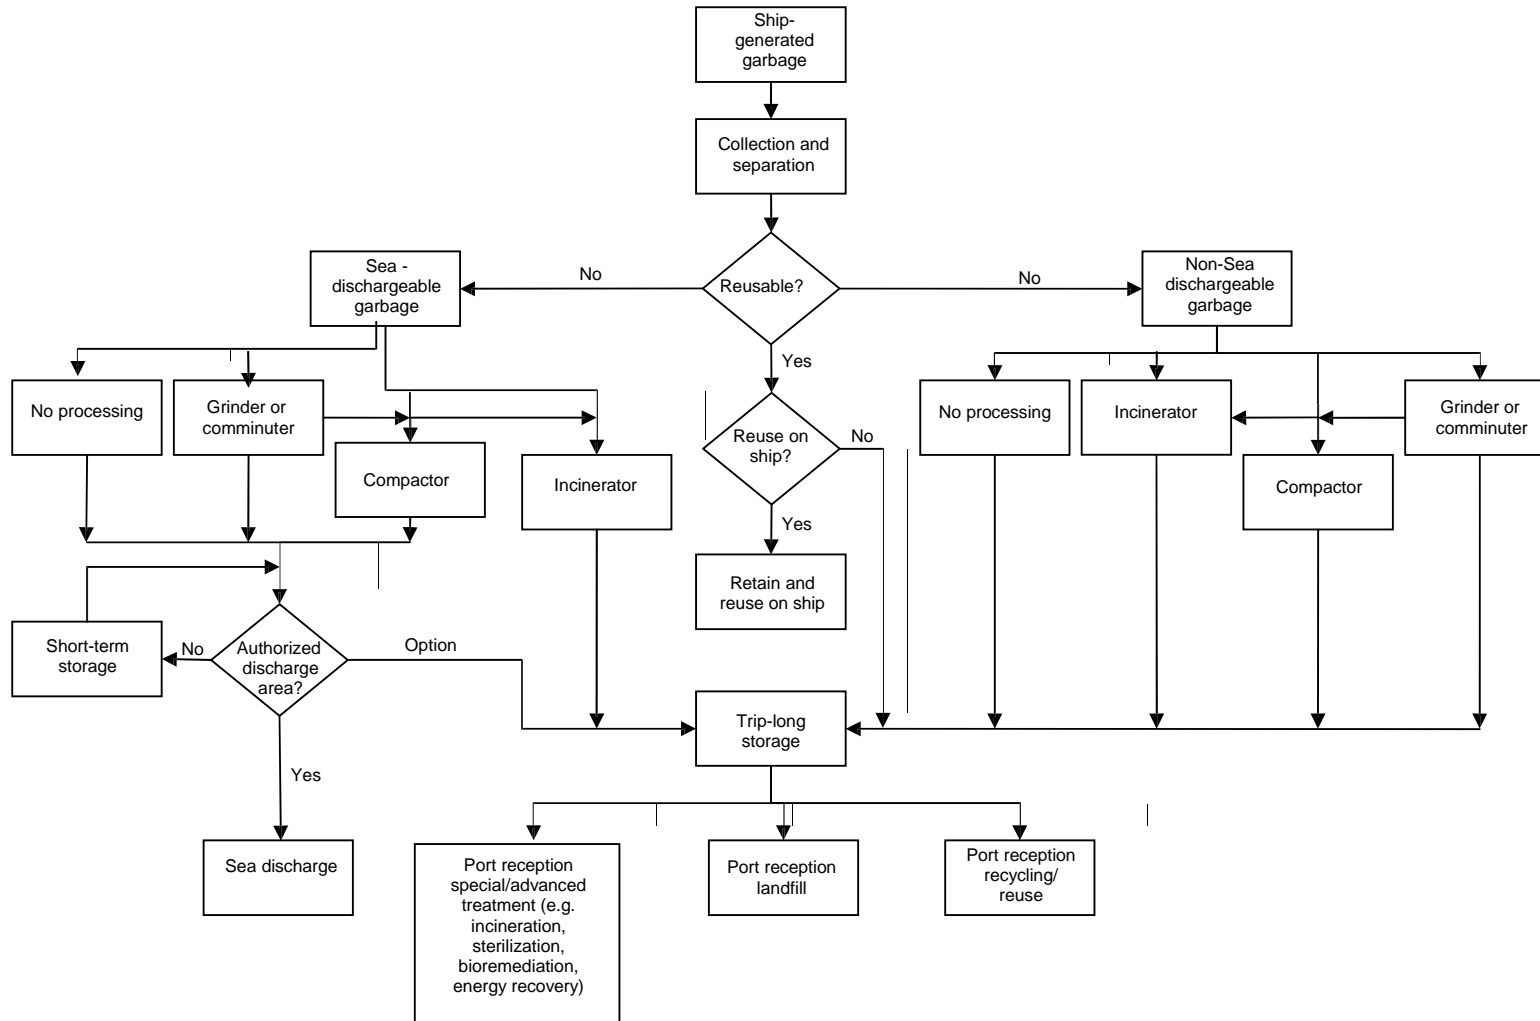 Ship-
generated
garbage
Collection and
separation
Reusable?
No
No
Sea -
dischargeable
garbage
Non-Sea
dischargeable
garbage
Yes
No processing
Grinder or
comminuter
Compactor
Incinerator
Reuse on
ship?
No
Yes
Retain and
reuse on ship
No processing
Incinerator
Compactor
Grinder or
comminuter
Short-term
storage
No
Authorized
discharge
area?
Option
Yes
Sea discharge
Trip-long
storage
Port reception
special/advanced
treatment (e.g.
incineration,
sterilization,
bioremediation,
energy recovery)
Port reception
landfill
Port reception
recycling/
reuse